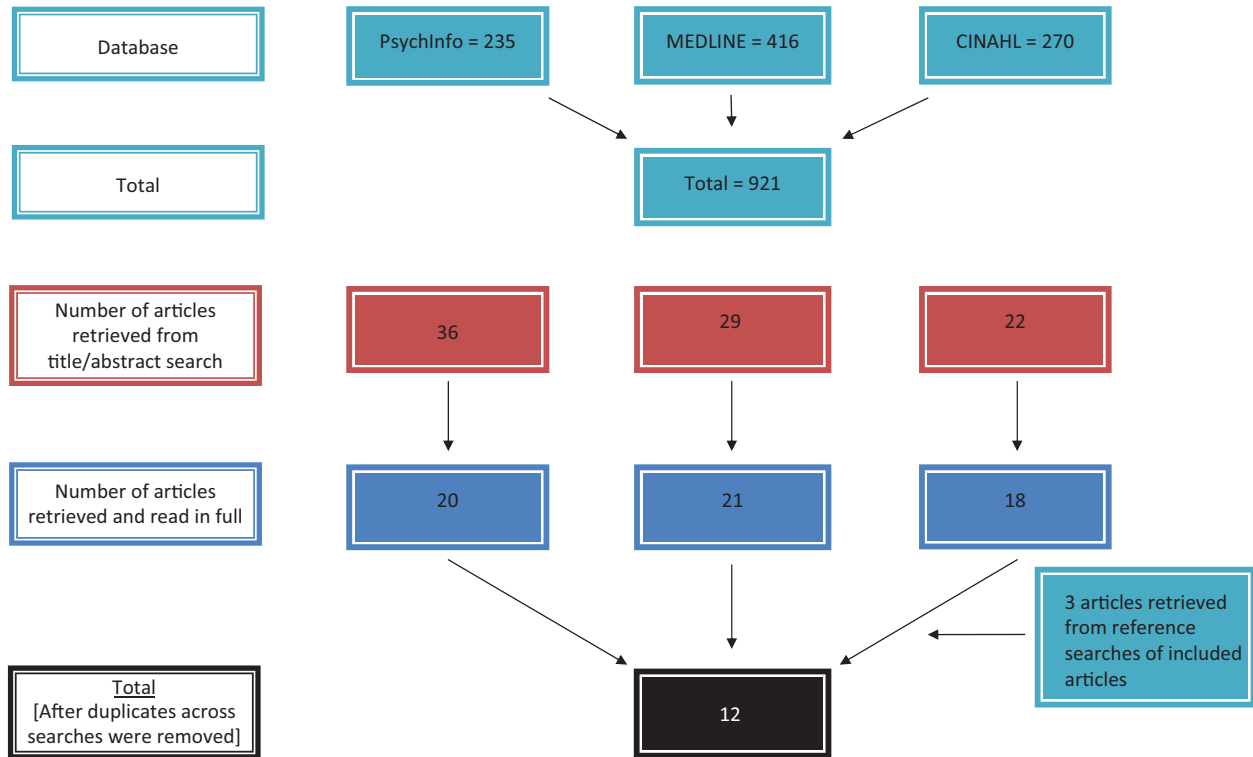 Database
PsychInfo = 235
MEDLINE = 416
CINAHL = 270
Total
Total = 921
Number of articles
retrieved from
title/abstract search
36
29
22
Number of articles
retrieved and read in full
20
21
18
3 articles retrieved
from reference
searches of included
articles
Total
[After duplicates across
searches were removed]
12